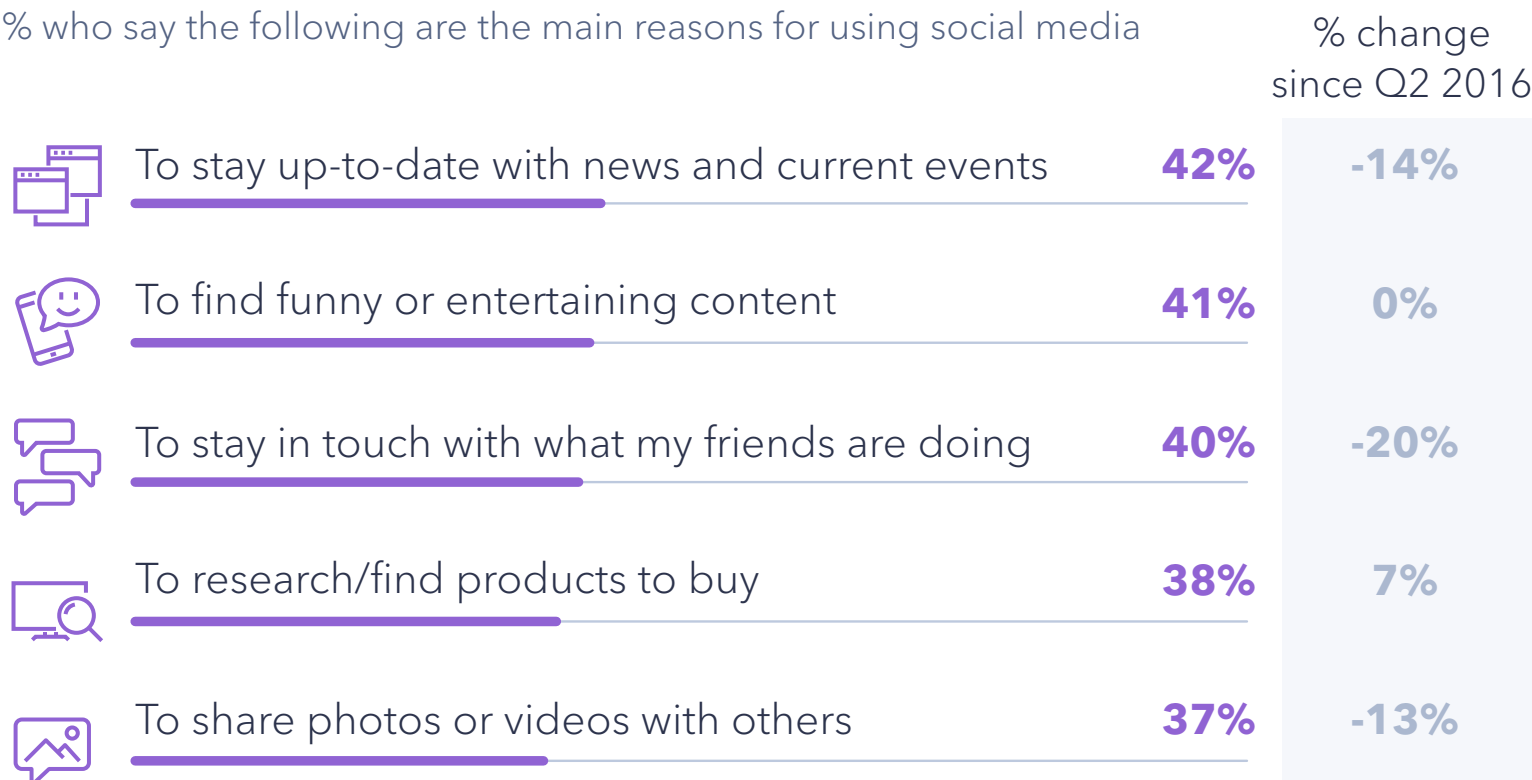 % who say the following are the main reasons for using social media
% change
since Q2 2016
To stay up-to-date with news and current events 42% -14%
To find funny or entertaining content 41% 0%
To stay in touch with what my friends are doing 40% -20%
To research/find products to buy 38% 7%
To share photos or videos with others 37% -13%